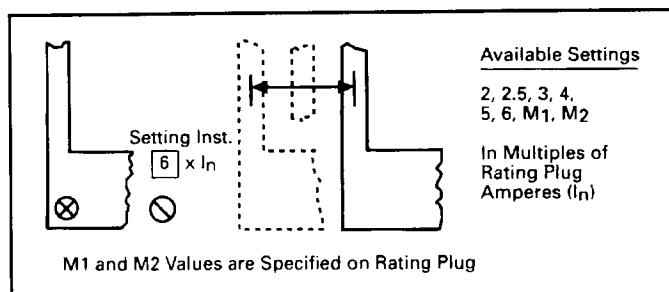 Setting Inst.
6 x In
Available Settings
2, 2.5, 3, 4,
5, 6, M1, M2
In Multiples of
Rating Plug
Amperes (In)
M1 and M2 Values are Specified on Rating Plug